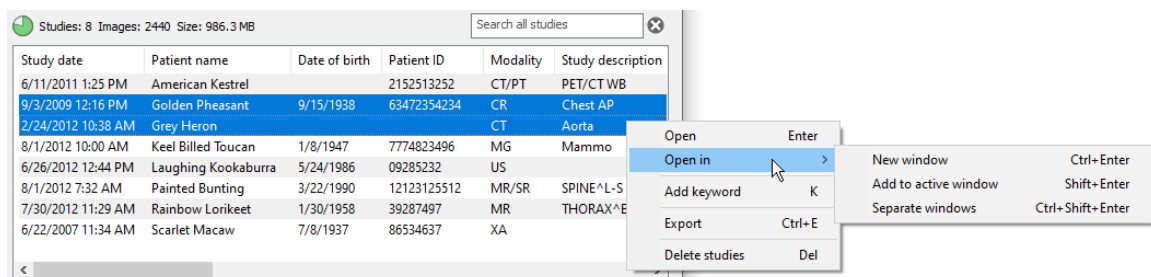 Studies: 8 Images: 2440 Size: 986.3 MB Search all studies
Study date Patient name Date of birth Patient ID Modality Study description
6/11/2011 1:25 PM American Kestrel 2152513252 CT/PT PET/CT WB
9/3/2009 12:16 PM Golden Pheasant 9/15/1938 63472354234 CR Chest AP
2/24/2012 10:38 AM Grey Heron CT Aorta
8/1/2012 10:00 AM Keel Billed Toucan 1/8/1947 7774823496 MG Mammo
6/26/2012 12:44 PM Laughing Kookaburra 5/24/1986 09285232 US
8/1/2012 7:32 AM Painted Bunting 3/22/1990 12123125512 MR/SR SPINE^L-S
7/30/2012 11:29 AM Rainbow Lorikeet 1/30/1958 39287497 MR
6/22/2007 11:34 AM Scarlet Macaw 7/8/1937 86534637 XA
Open Enter
Open in >
Add keyword K
Export Ctrl+E
Delete studies Del
New window Ctrl+Enter
Add to active window Shift+Enter
Separate windows Ctrl+Shift+Enter